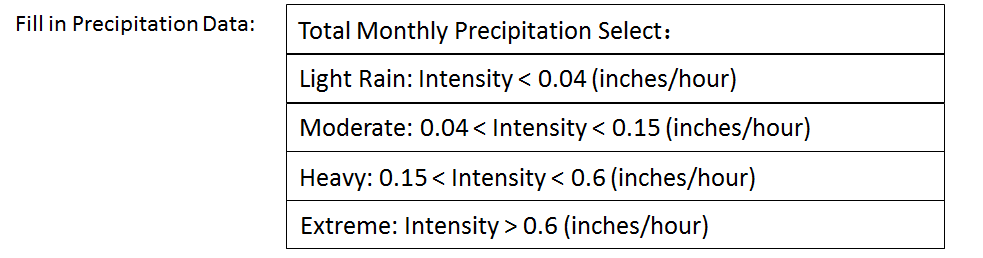 Fill in Precipitation Data:
Total Monthly Precipitation Select：
Light Rain: Intensity < 0.04 (inches/hour)
Moderate: 0.04 < Intensity < 0.15 (inches/hour)
Heavy: 0.15 < Intensity < 0.6 (inches/hour)
Extreme: Intensity > 0.6 (inches/hour)